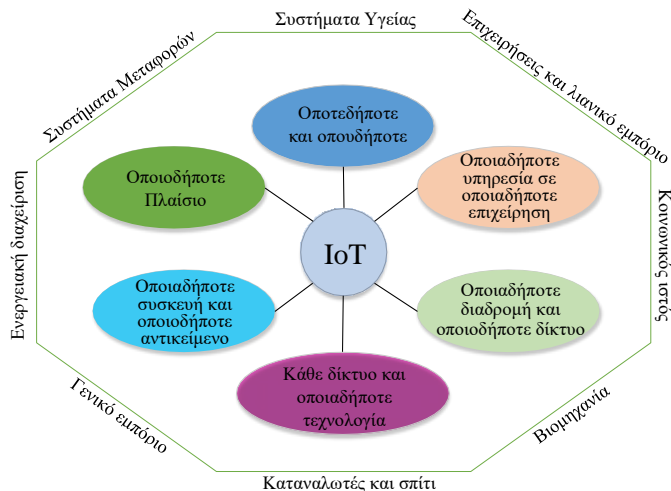 Συστήματα Υγείας
Συστήματα Μεταφορών
Επιχειρήσεις και λιανικό εμπόριο
Οποτεδήποτε
και οπουδήποτε
Οποιοδήποτε
Πλαίσιο
Οποιαδήποτε
υπηρεσία σε
οποιαδήποτε
επιχείρηση
Ενεργειακή διαχείριση
IoT
Κοινωνικός ιστός
Οποιαδήποτε
συσκευή και
οποιοδήποτε
αντικείμενο
Οποιαδήποτε
διαδρομή και
οποιοδήποτε δίκτυο
Κάθε δίκτυο και
οποιαδήποτε
τεχνολογία
Γενικό εμπόριο
Βιομηχανία
Καταναλωτές και σπίτι